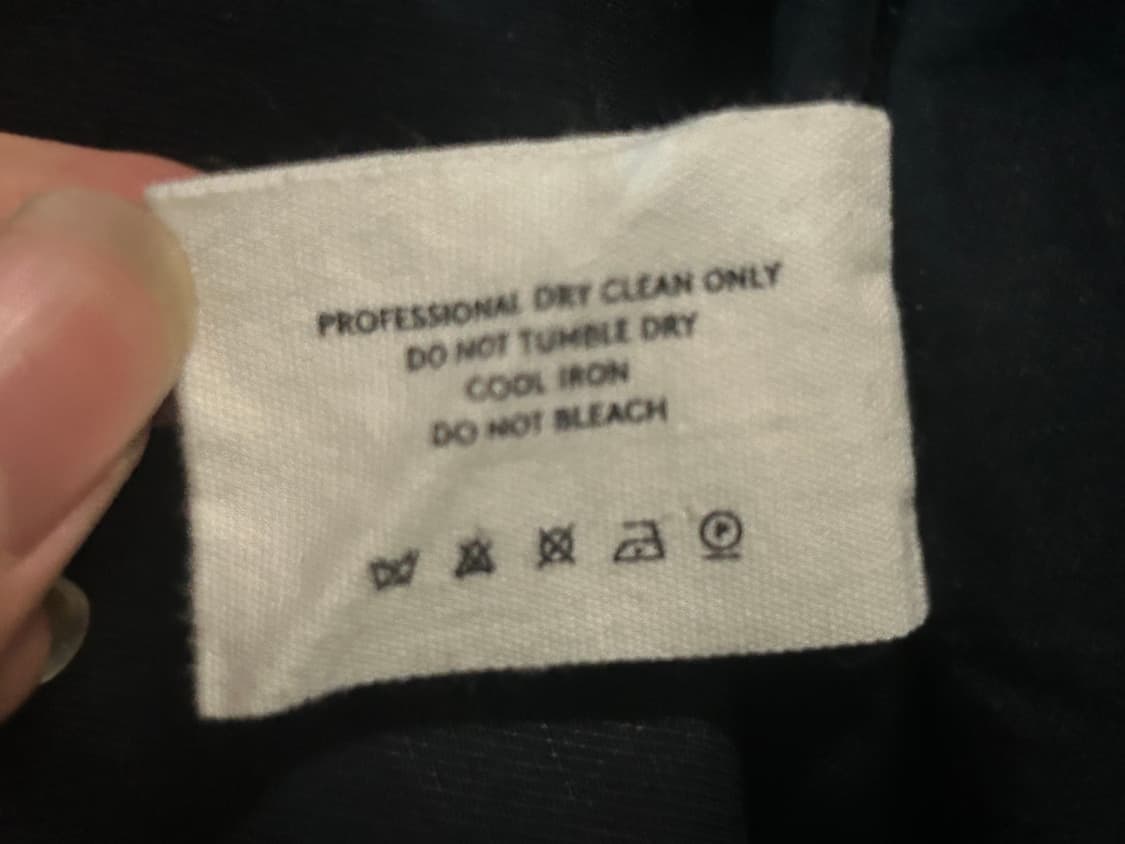 PROFESSIONAL DRY CLEAN ONLY
DO NOT TUMBLE DRY
COOL IRON
DO NOT BLEACH
P